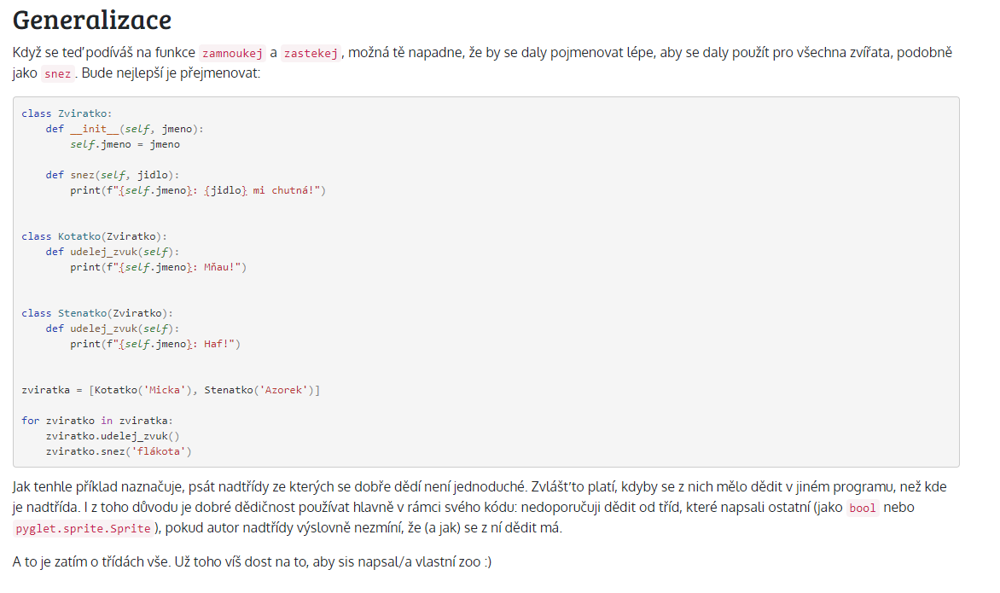 Generalizace
Když se teď podíváš na funkce zamnoukej a zastekej, možná tě napadne, že by se daly pojmenovat lépe, aby se daly použít pro všechna zvířata, podobně
jako snez. Bude nejlepší je přejmenovat:
class Zviratko:
    def __init__(self, jmeno):
        self.jmeno = jmeno
    def snez(self, jidlo):
        print(f"{self.jmeno}: {jidlo} mi chutná!")
class Kotatko(Zviratko):
    def udelej_zvuk(self):
        print(f"{self.jmeno}: Mňau!")
class Stenatko(Zviratko):
    def udelej_zvuk(self):
        print(f"{self.jmeno}: Haf!")
zviratka = [Kotatko('Micka'), Stenatko('Azorek')]
for zviratko in zviratka:
    zviratko.udelej_zvuk()
    zviratko.snez('flákota')
Jak tenhle příklad naznačuje, psát nadtřídy ze kterých se dobře dědí není jednoduché. Zvlášť to platí, kdyby se z nich mělo dědit v jiném programu, než kde
je nadtřída. I z toho důvodu je dobré dědičnost používat hlavně v rámci svého kódu: nedoporučuji dědit od tříd, které napsali ostatní (jako bool nebo
pyglet.sprite.Sprite), pokud autor nadtřídy výslovně nezmíní, že (a jak) se z ní dědit má.
A to je zatím o třídách vše. Už toho víš dost na to, aby sis napsal/a vlastní zoo :)